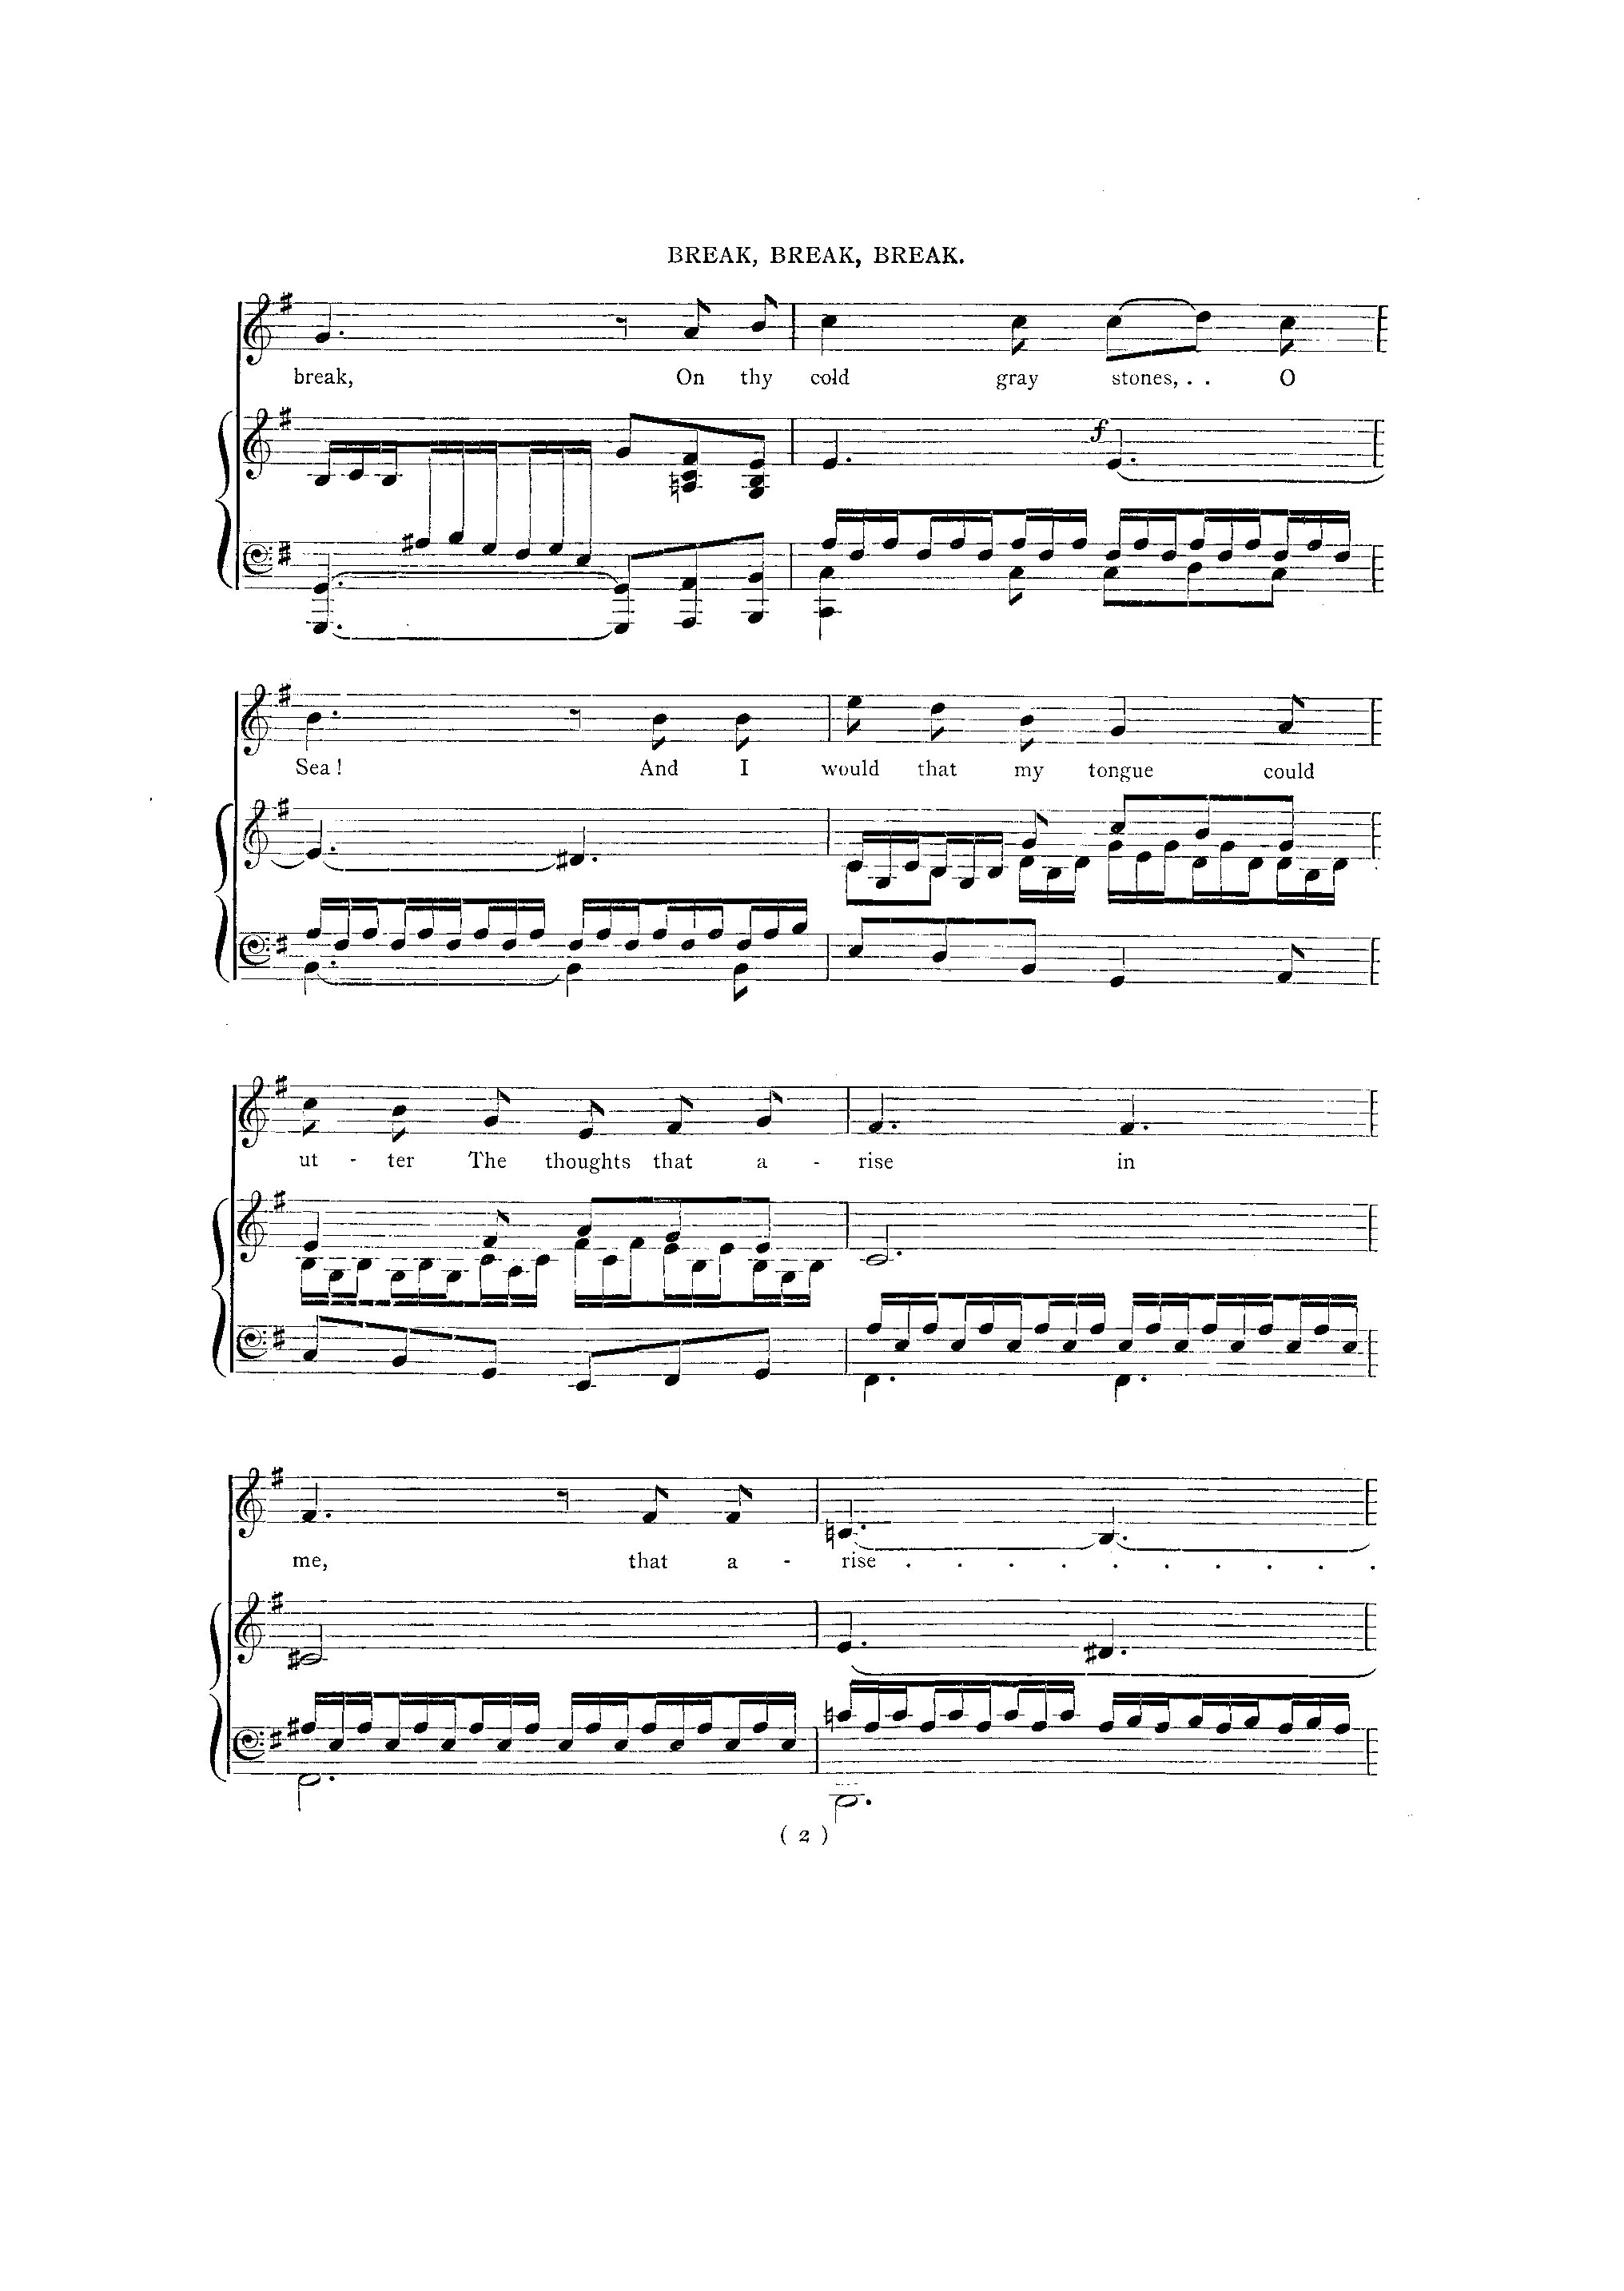 BREAK, BREAK, BREAK.
break, On thy cold gray stones, . . O
f
Sea! And I would that my tongue could
ut - ter The thoughts that a - rise in
me, that a - rise . . . . . . . . .
( 2 )